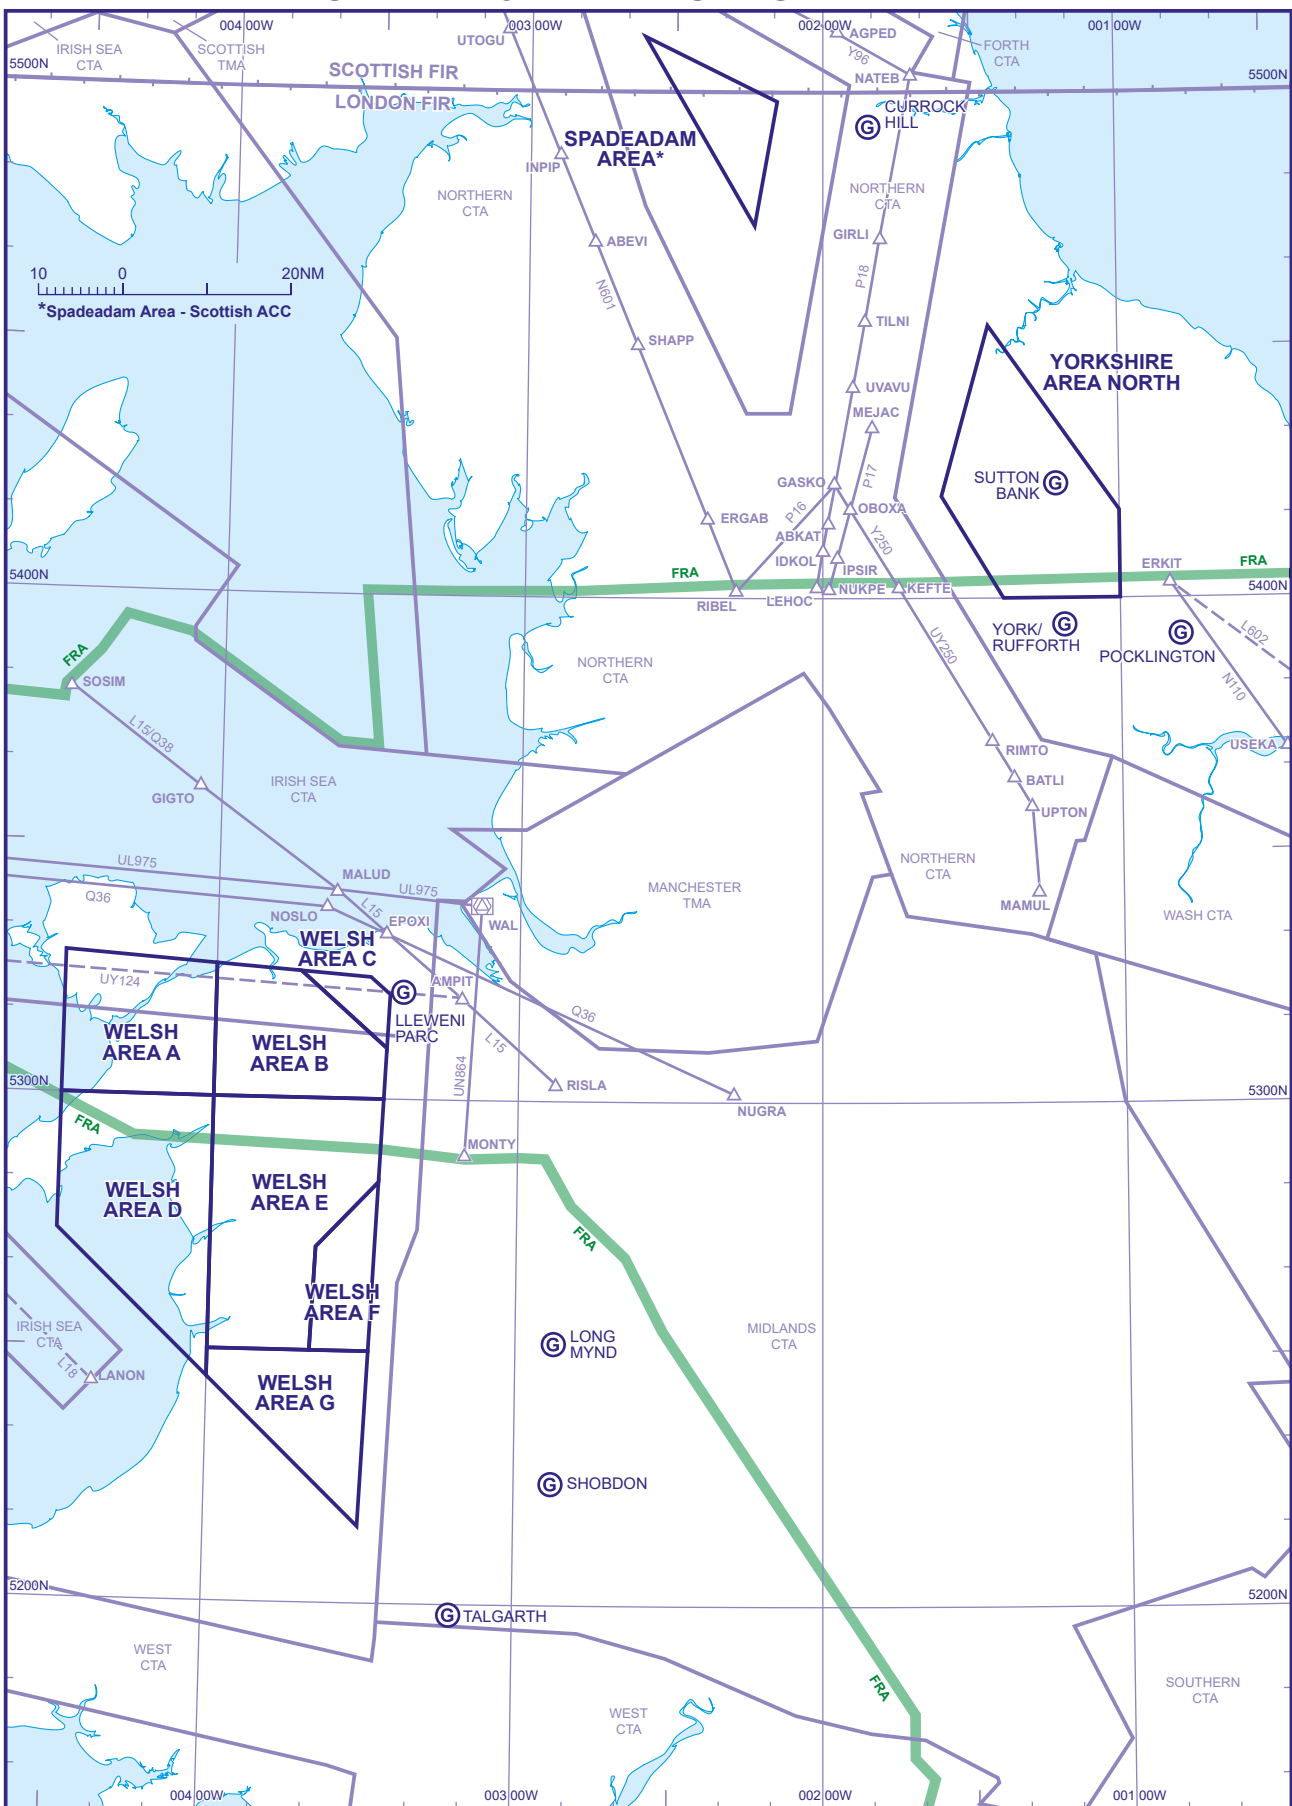 004 00W
003 00W
002 00W
001 00W
IRISH SEA
CTA
SCOTTISH
TMA
UTOGU
AGPED
Y96
FORTH
CTA
5500N
SCOTTISH FIR
LONDON FIR
NATEB
5500N
CURROCK
HILL
G
SPADEADAM
AREA*
INPIP
NORTHERN
CTA
NORTHERN
CTA
GIRLI
ABEVI
P18
N601
10
0
20NM
*Spadeadam Area - Scottish ACC
TILNI
SHAPP
YORKSHIRE
AREA NORTH
UVAVU
MEJAC
GASKO
P17
SUTTON
BANK
G
P16
OBOXA
ERGAB
ABKAT
Y250
IDKOL
IPSIR
ERKIT
FRA
FRA
5400N
5400N
RIBEL
LEHOC
NUKPE
KEFTE
YORK/
RUFFORTH
G
G
POCKLINGTON
L602
UY250
FRA
SOSIM
NORTHERN
CTA
N110
L15/Q38
USEKA
RIMTO
GIGTO
IRISH SEA
CTA
BATLI
UPTON
UL975
MALUD
UL975
NORTHERN
CTA
MANCHESTER
TMA
Q36
L15
NOSLO
EPOXI
WAL
MAMUL
WASH CTA
WELSH
AREA C
UY124
AMPIT
G
LLEWENI
PARC
Q36
WELSH
AREA A
WELSH
AREA B
L15
UN864
5300N
RISLA
NUGRA
5300N
FRA
MONTY
WELSH
AREA D
WELSH
AREA E
FRA
WELSH
AREA F
IRISH SEA
CTA
L18
LANON
G
LONG
MYND
MIDLANDS
CTA
WELSH
AREA G
G
SHOBDON
5200N
5200N
G
TALGARTH
WEST
CTA
FRA
SOUTHERN
CTA
WEST
CTA
004 00W
003 00W
002 00W
001 00W